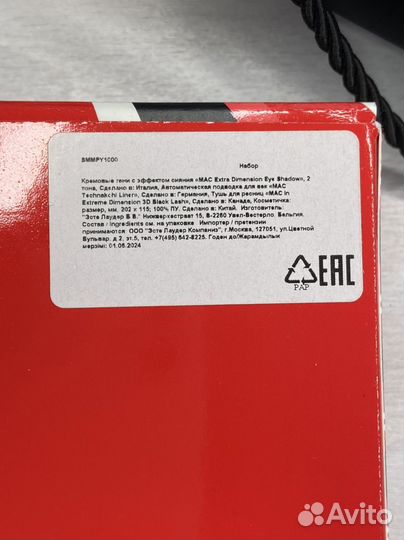 SMMPY1000
Набор
Кремовые тени с эффектом сияния «MAC Extra Dimension Eye Shadow», 2
тона, Сделано в: Италия, Автоматическая подводка для век «MAC
Technakohl Liner», Сделано в: Германия, Тушь для ресниц «MAC in
Extreme Dimension 3D Black Lash», Сделано в: Канада, Косметичка:
размер, мм, 202 x 115; 100% ПУ. Сделано в: Китай. Изготовитель:
"Эсте Лаудер Б.В." Нижверхестраат 15, B-2260 Увел-Вестерло, Бельгия.
Состав / Ingredients см. на упаковке Импортер / претензии
принимаются ООО "Эсте Лаудер Компаниз", г.Москва, 127051, ул.Цветной
Бульвар, д 2, эт.5, тел.+7(495) 642-8225. Годен до/Жарамдылык
мерзімі: 01.06.2024
PAP
EAC
Avito